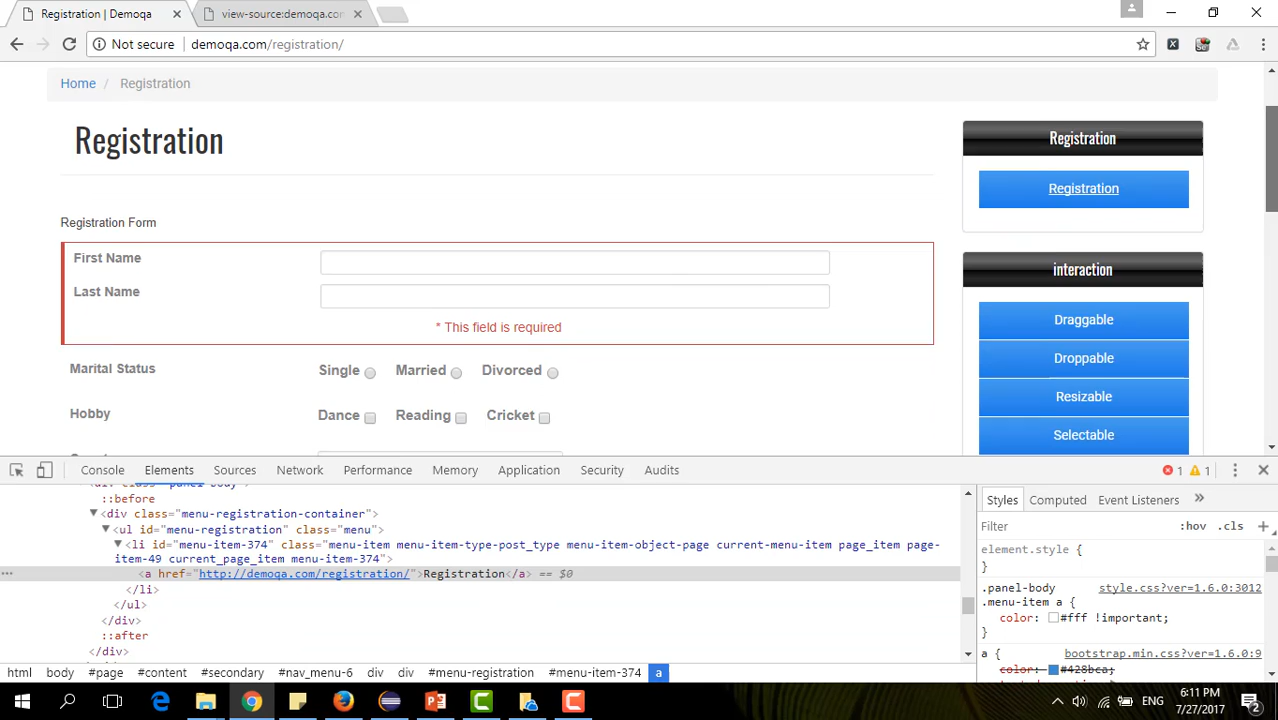 Registration | Demoqa
view-source:demoqa.com
Not secure
demoqa.com/registration/
Home / Registration
Registration
Registration Form
First Name
Last Name
* This field is required
Marital Status
Single
Married
Divorced
Hobby
Dance
Reading
Cricket
Registration
Registration
interaction
Draggable
Droppable
Resizable
Selectable
Console
Elements
Sources
Network
Performance
Memory
Application
Security
Audits
1
1
::before
<div class="menu-registration-container">
<ul id="menu-registration" class="menu">
<li id="menu-item-374" class="menu-item menu-item-type-post_type menu-item-object-page current-menu-item page_item page-
item-49 current_page_item menu-item-374">
<a href="http://demoqa.com/registration/">Registration</a> == $0
</li>
</ul>
</div>
::after
</div>
html
body
#page
#content
#secondary
#nav_menu-6
div
div
#menu-registration
#menu-item-374
a
Styles
Computed
Event Listeners
»
Filter
:hov
.cls
+
element.style {
}
.panel-body style.css?ver=1.6.0:3012
.menu-item a {
color: #fff !important;
}
a { bootstrap.min.css?ver=1.6.0:9
color: #428bca;
ENG
6:11 PM
7/27/2017
2